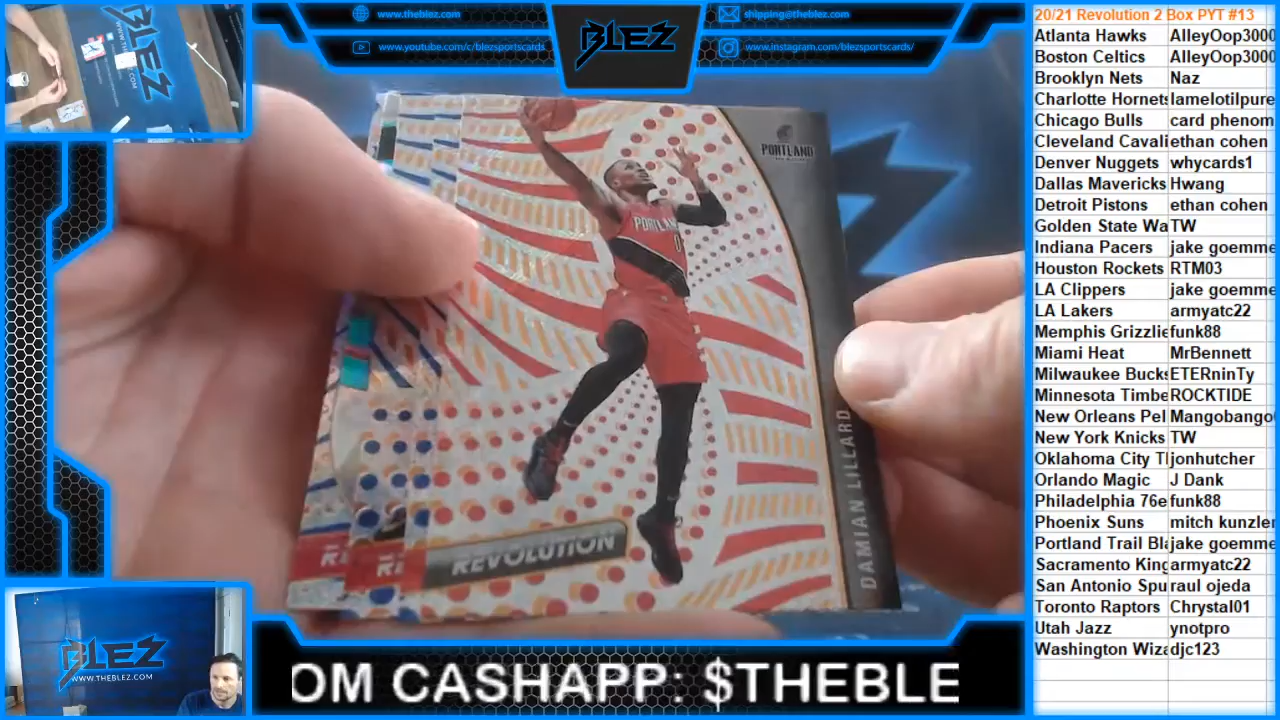 www.theblez.com
shipping@theblez.com
www.youtube.com/c/blezsportscards
www.instagram.com/blezsportscards/
BLEZ
PORTLAND
PORTLAN
0
DAMIAN LILLARD
REVOLUTION
RE
RE
BLEZ
WWW.THEBLEZ.COM
OM CASHAPP: $THEBLE
20/21 Revolution 2 Box PYT #13
Atlanta Hawks AlleyOop3000
Boston Celtics AlleyOop3000
Brooklyn Nets Naz
Charlotte Hornets lamelotilpure
Chicago Bulls card phenom
Cleveland Cavali ethan cohen
Denver Nuggets whycards1
Dallas Mavericks Hwang
Detroit Pistons ethan cohen
Golden State Wa TW
Indiana Pacers jake goemme
Houston Rockets RTM03
LA Clippers jake goemme
LA Lakers armyatc22
Memphis Grizzlie funk88
Miami Heat MrBennett
Milwaukee Bucks ETERninTy
Minnesota Timbe ROCKTIDE
New Orleans Pel Mangobango
New York Knicks TW
Oklahoma City T jonhutcher
Orlando Magic J Dank
Philadelphia 76e funk88
Phoenix Suns mitch kunzler
Portland Trail Bla jake goemme
Sacramento King armyatc22
San Antonio Spu raul ojeda
Toronto Raptors Chrystal01
Utah Jazz ynotpro
Washington Wiza djc123